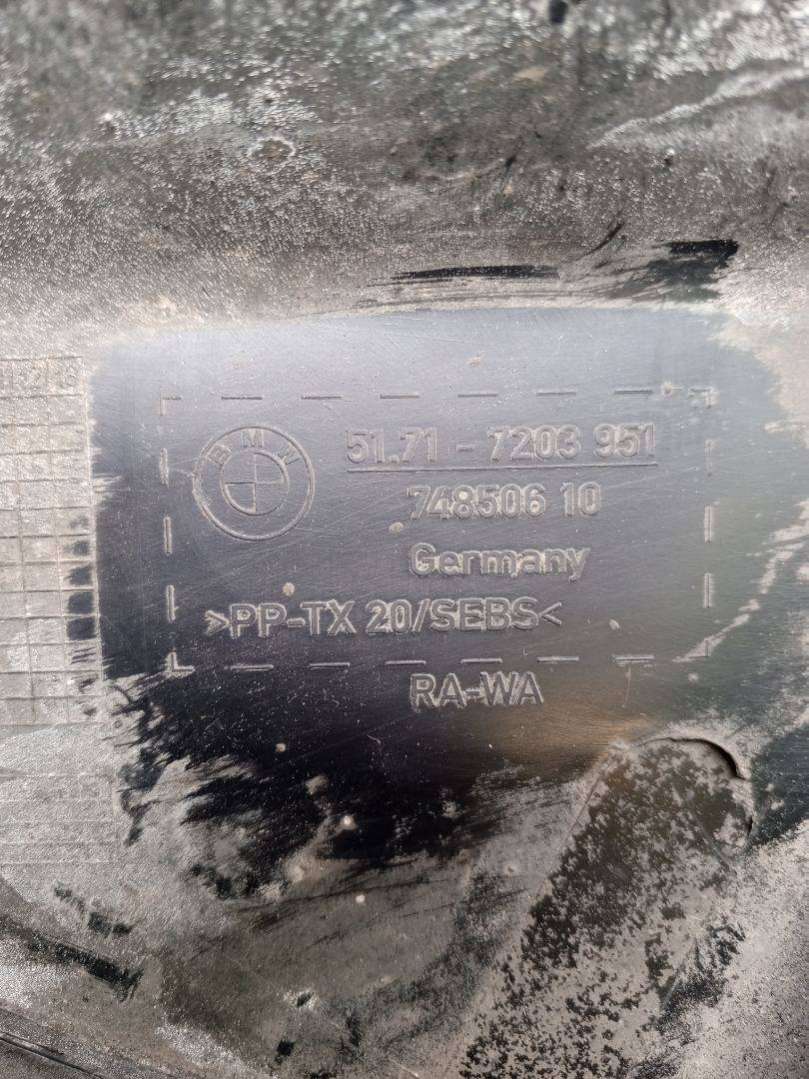 BMW
51.71 - 7203 951
748506 10
Germany
>PP-TX 20/SEBS<
RA-WA